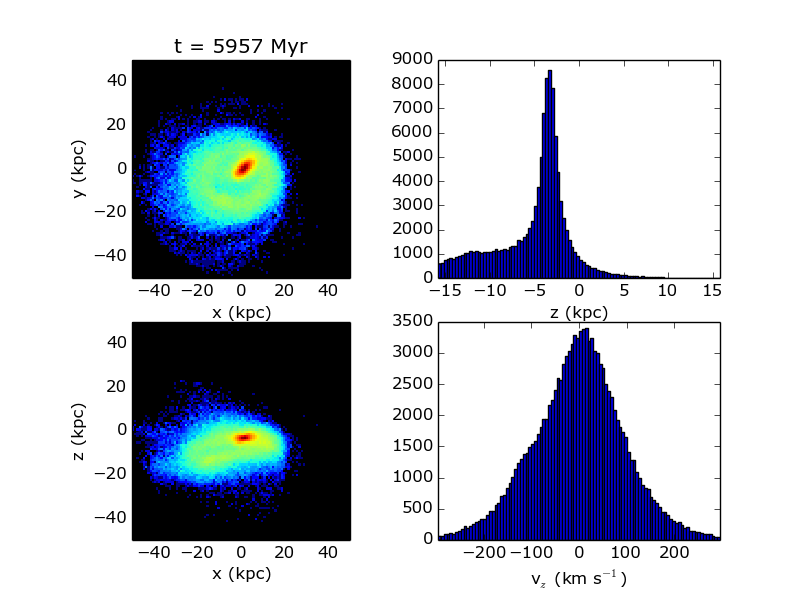 t = 5957 Myr
40
20
0
−20
−40
y (kpc)
−40 −20 0 20 40
x (kpc)
9000
8000
7000
6000
5000
4000
3000
2000
1000
0
−15 −10 −5 0 5 10 15
z (kpc)
40
20
0
−20
−40
z (kpc)
−40 −20 0 20 40
x (kpc)
3500
3000
2500
2000
1500
1000
500
0
−200 −100 0 100 200
v_z (km s⁻¹)